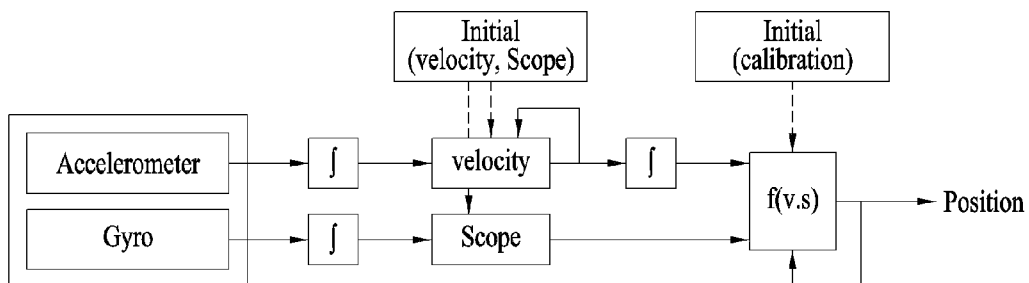 Initial
(velocity, Scope)
Initial
(calibration)
Accelerometer
∫
velocity
∫
f(v.s)
Position
Gyro
∫
Scope